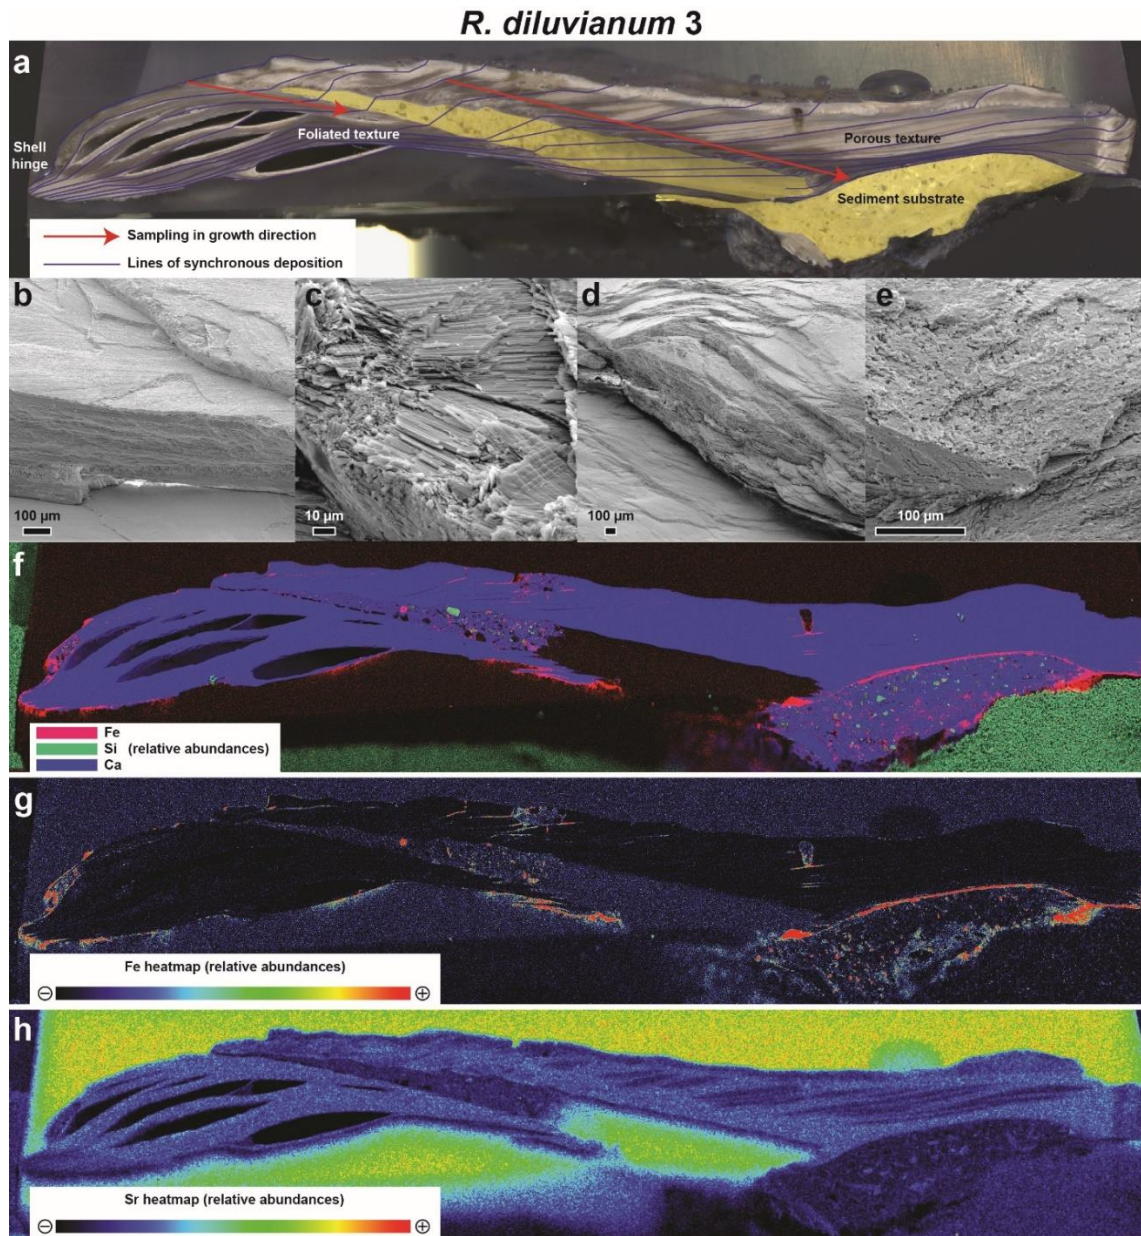 R. diluvianum 3
a
Shell
hinge
Foliated texture
Porous texture
Sediment substrate
Sampling in growth direction
Lines of synchronous deposition
b
c
d
e
100 µm
10 µm
100 µm
100 µm
f
Fe
Si (relative abundances)
Ca
g
Fe heatmap (relative abundances)
⊖ ⊕
h
Sr heatmap (relative abundances)
⊖ ⊕